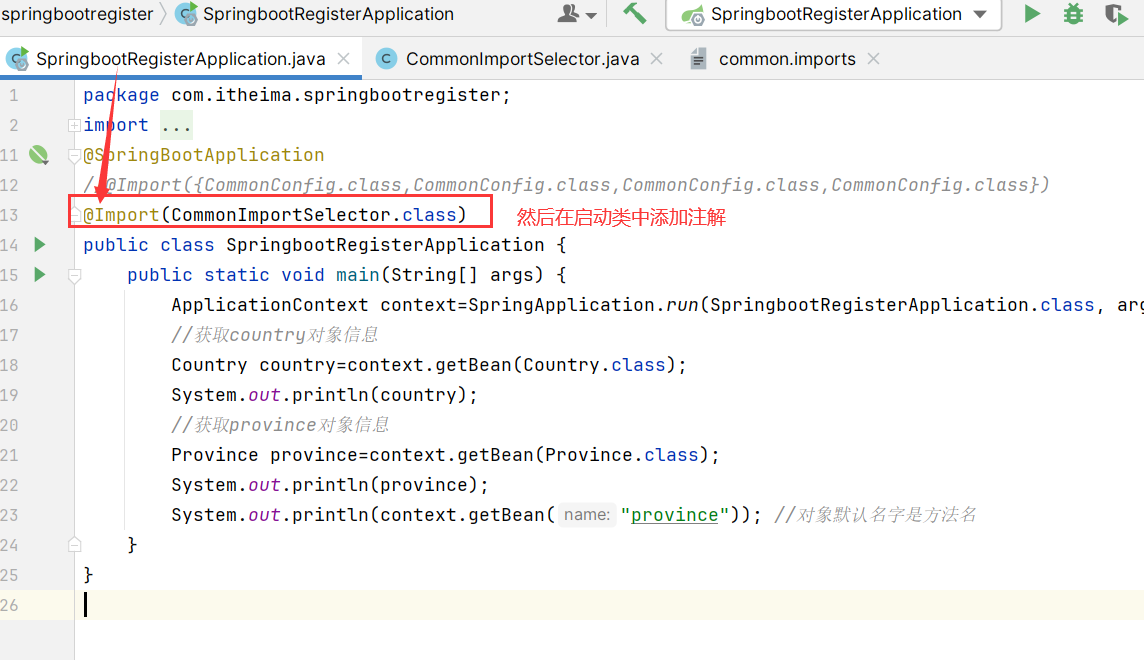 springbootregister SpringbootRegisterApplication SpringbootRegisterApplication
SpringbootRegisterApplication.java CommonImportSelector.java common.imports
1 package com.itheima.springbootregister;
2 import ...
11 @SpringBootApplication
12 //@Import({CommonConfig.class,CommonConfig.class,CommonConfig.class,CommonConfig.class})
13 @Import(CommonImportSelector.class) 然后在启动类中添加注解
14 public class SpringbootRegisterApplication {
15 public static void main(String[] args) {
16 ApplicationContext context=SpringApplication.run(SpringbootRegisterApplication.class, arg
17 //获取country对象信息
18 Country country=context.getBean(Country.class);
19 System.out.println(country);
20 //获取province对象信息
21 Province province=context.getBean(Province.class);
22 System.out.println(province);
23 System.out.println(context.getBean( name: "province")); //对象默认名字是方法名
24 }
25 }
26